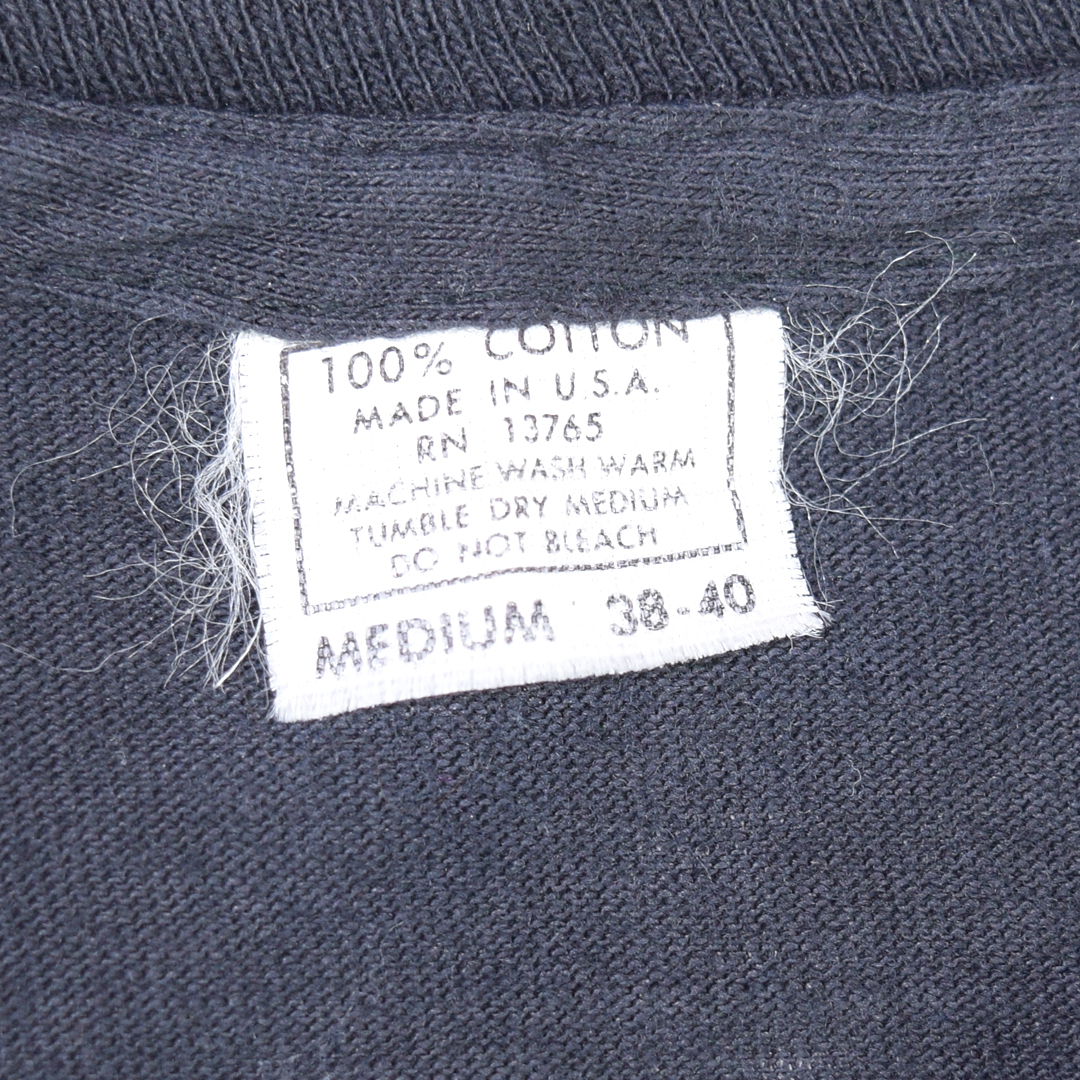 100% COTTON
MADE IN U.S.A.
RN 13765
MACHINE WASH WARM
TUMBLE DRY MEDIUM
DO NOT BLEACH
MEDIUM 38-40